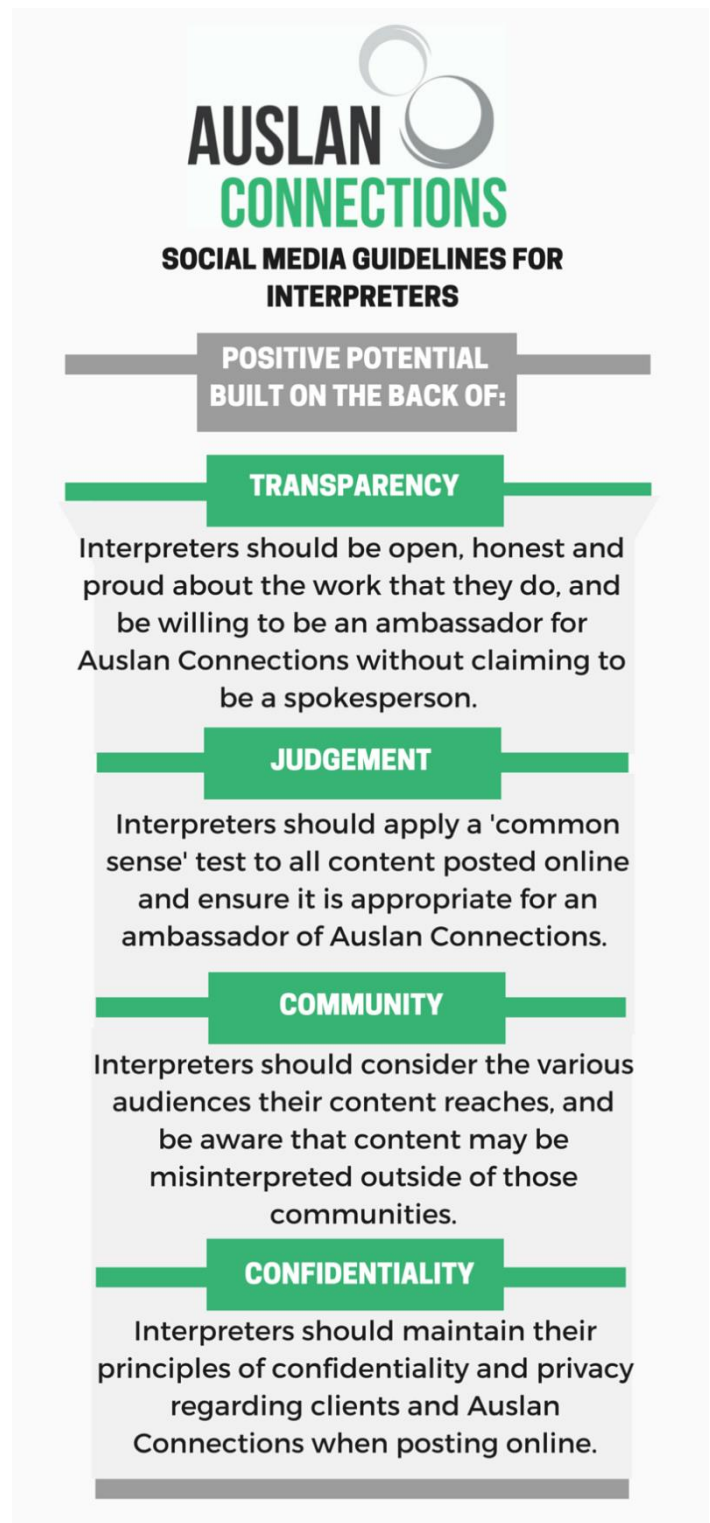 AUSLAN
CONNECTIONS
SOCIAL MEDIA GUIDELINES FOR
INTERPRETERS
POSITIVE POTENTIAL
BUILT ON THE BACK OF:
TRANSPARENCY
Interpreters should be open, honest and
proud about the work that they do, and
be willing to be an ambassador for
Auslan Connections without claiming to
be a spokesperson.
JUDGEMENT
Interpreters should apply a 'common
sense' test to all content posted online
and ensure it is appropriate for an
ambassador of Auslan Connections.
COMMUNITY
Interpreters should consider the various
audiences their content reaches, and
be aware that content may be
misinterpreted outside of those
communities.
CONFIDENTIALITY
Interpreters should maintain their
principles of confidentiality and privacy
regarding clients and Auslan
Connections when posting online.